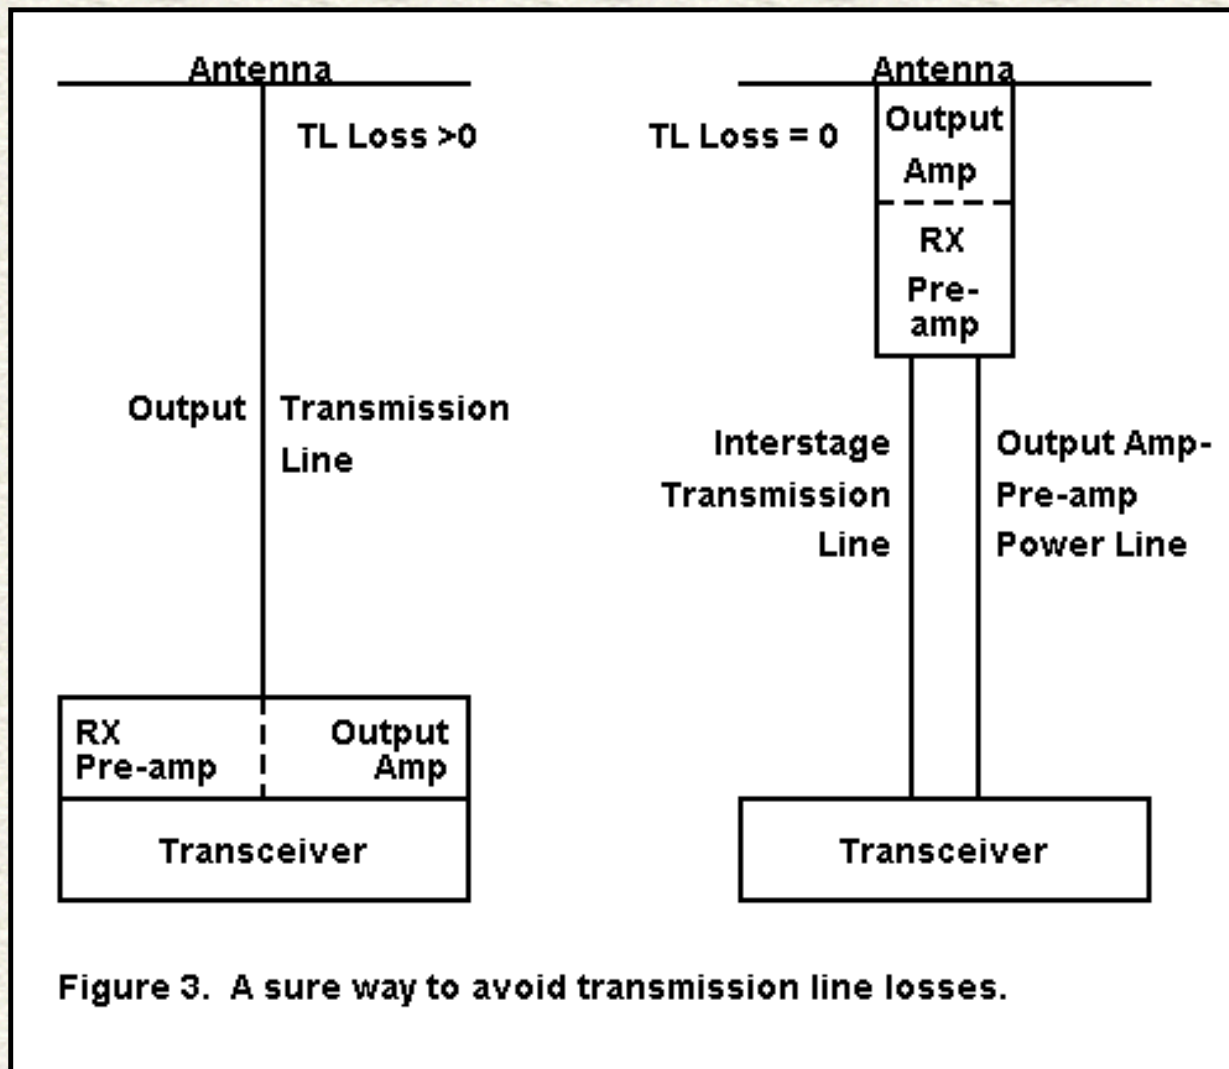 Antenna
TL Loss >0
Output
Transmission
Line
RX
Pre-amp
Output
Amp
Transceiver
Antenna
TL Loss = 0
Output
Amp
RX
Pre-
amp
Interstage
Transmission
Line
Output Amp-
Pre-amp
Power Line
Transceiver
Figure 3. A sure way to avoid transmission line losses.